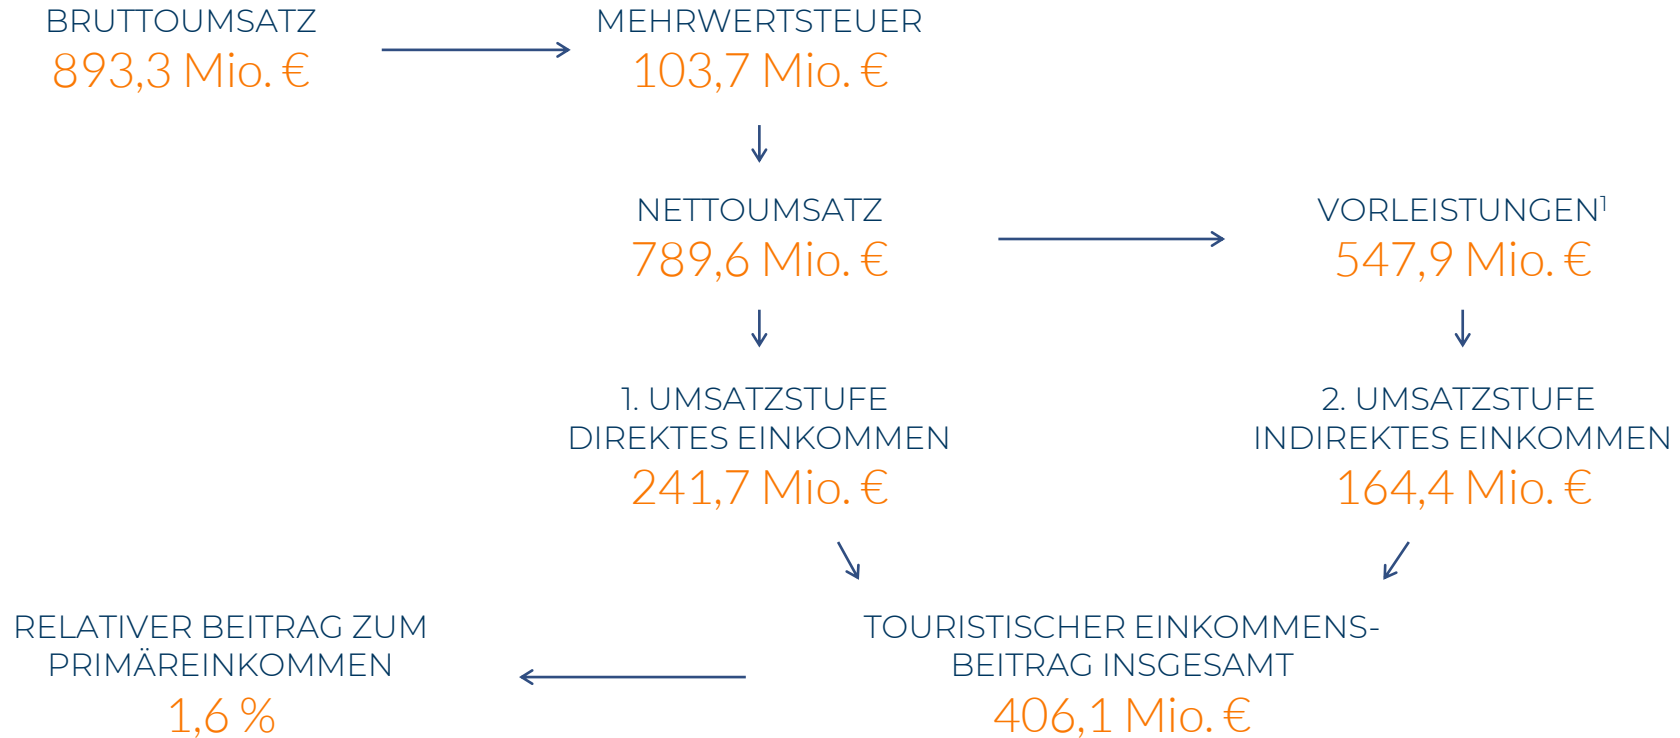 BRUTTOUMSATZ
893,3 Mio. €
MEHRWERTSTEUER
103,7 Mio. €
NETTOUMSATZ
789,6 Mio. €
VORLEISTUNGEN¹
547,9 Mio. €
1. UMSATZSTUFE
DIREKTES EINKOMMEN
241,7 Mio. €
2. UMSATZSTUFE
INDIREKTES EINKOMMEN
164,4 Mio. €
RELATIVER BEITRAG ZUM
PRIMÄREINKOMMEN
1,6 %
TOURISTISCHER EINKOMMENS-
BEITRAG INSGESAMT
406,1 Mio. €